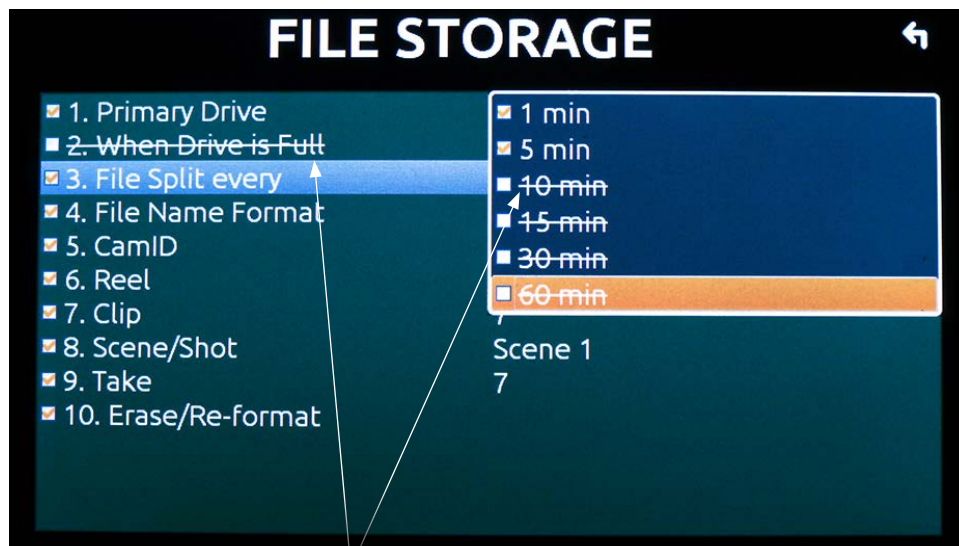 FILE STORAGE
1. Primary Drive
2. When Drive is Full
3. File Split every
4. File Name Format
5. CamID
6. Reel
7. Clip
8. Scene/Shot
9. Take
10. Erase/Re-format
1 min
5 min
10 min
15 min
30 min
60 min
Scene 1
7